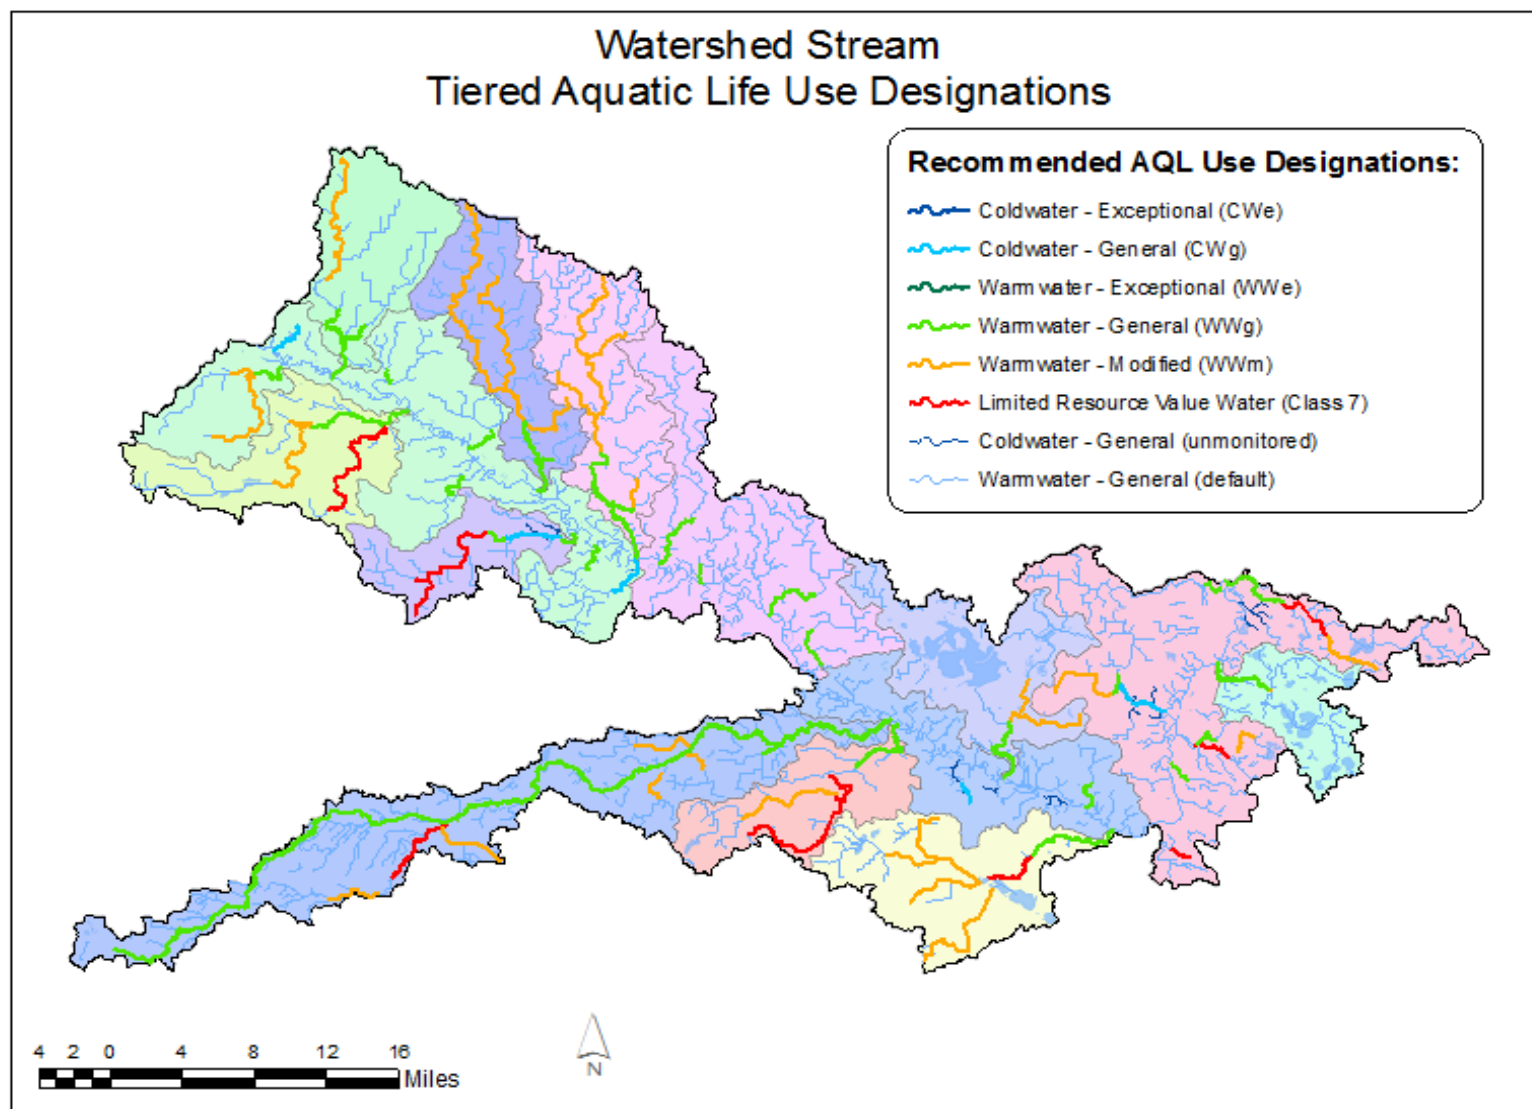 Watershed Stream
Tiered Aquatic Life Use Designations
Recommended AQL Use Designations:
Coldwater - Exceptional (CWe)
Coldwater - General (CWg)
Warmwater - Exceptional (WWe)
Warmwater - General (WWg)
Warmwater - Modified (WWm)
Limited Resource Value Water (Class 7)
Coldwater - General (unmonitored)
Warmwater - General (default)
4 2 0 4 8 12 16
Miles
N